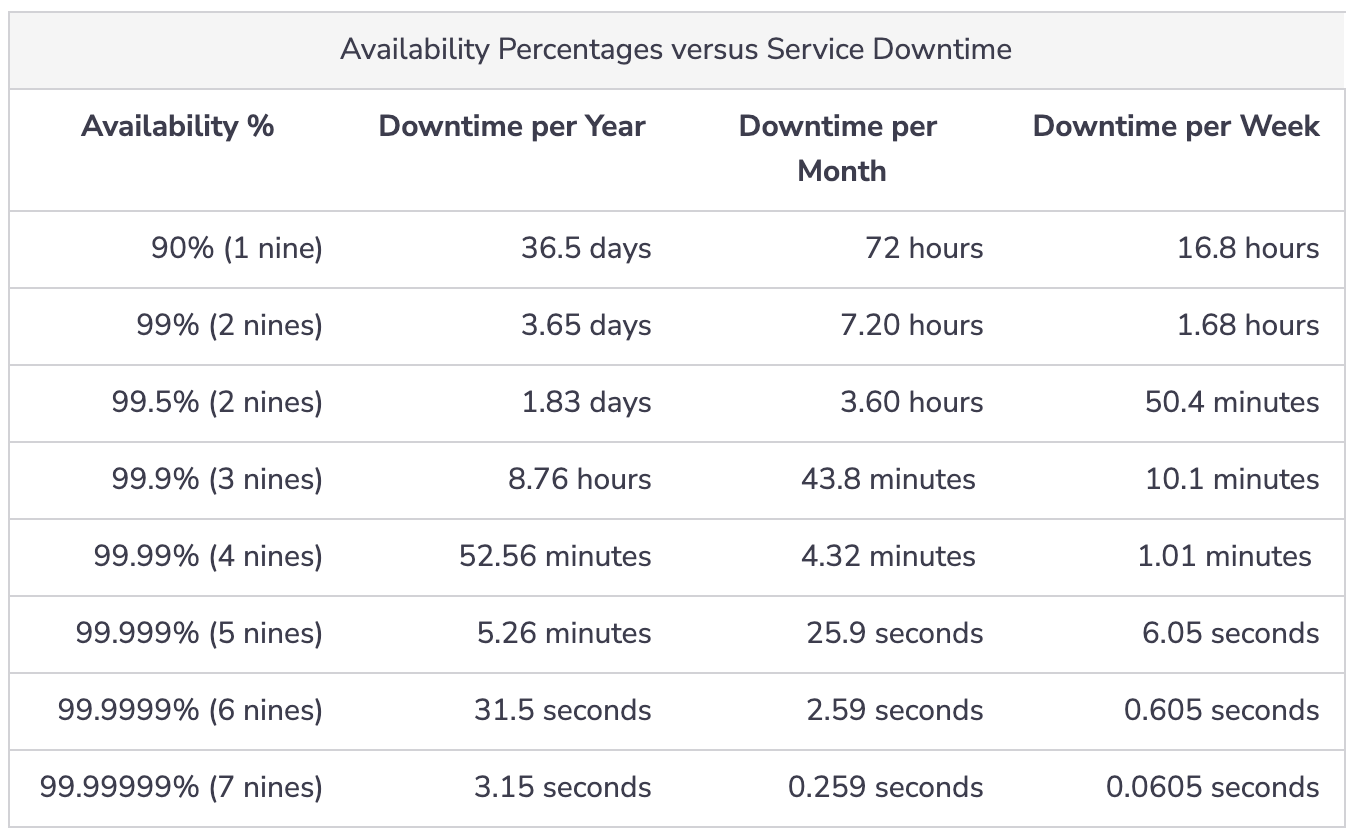 Availability Percentages versus Service Downtime
Availability % Downtime per Year Downtime per Month Downtime per Week
90% (1 nine) 36.5 days 72 hours 16.8 hours
99% (2 nines) 3.65 days 7.20 hours 1.68 hours
99.5% (2 nines) 1.83 days 3.60 hours 50.4 minutes
99.9% (3 nines) 8.76 hours 43.8 minutes 10.1 minutes
99.99% (4 nines) 52.56 minutes 4.32 minutes 1.01 minutes
99.999% (5 nines) 5.26 minutes 25.9 seconds 6.05 seconds
99.9999% (6 nines) 31.5 seconds 2.59 seconds 0.605 seconds
99.99999% (7 nines) 3.15 seconds 0.259 seconds 0.0605 seconds